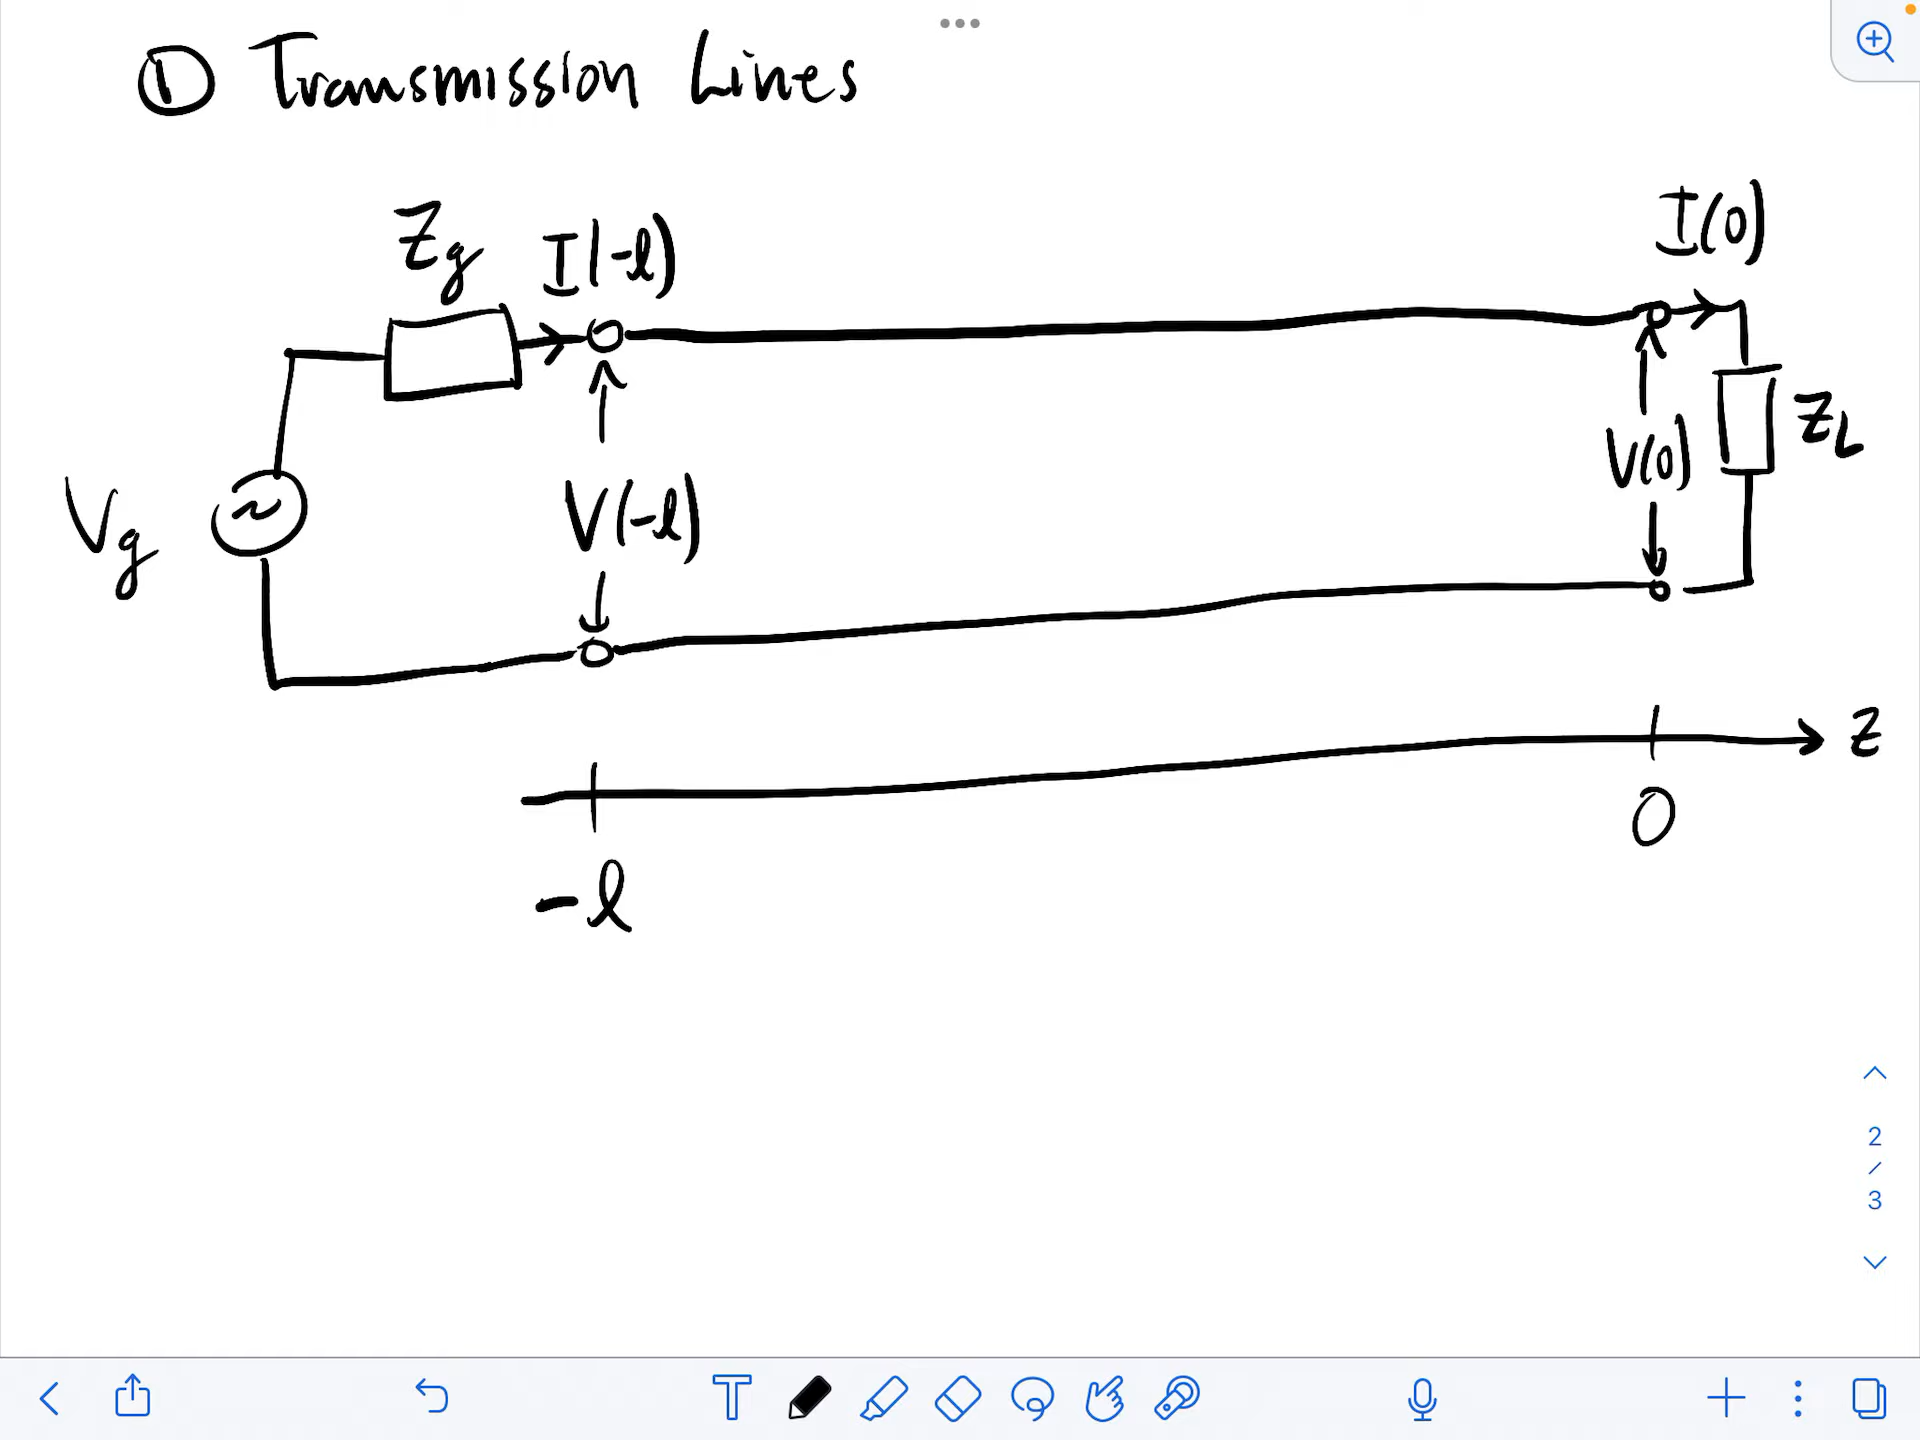 ① Transmission Lines
Zg
I(-l)
I(0)
Vg
V(-l)
V(0)
ZL
z
-l
0
2
/
3
T